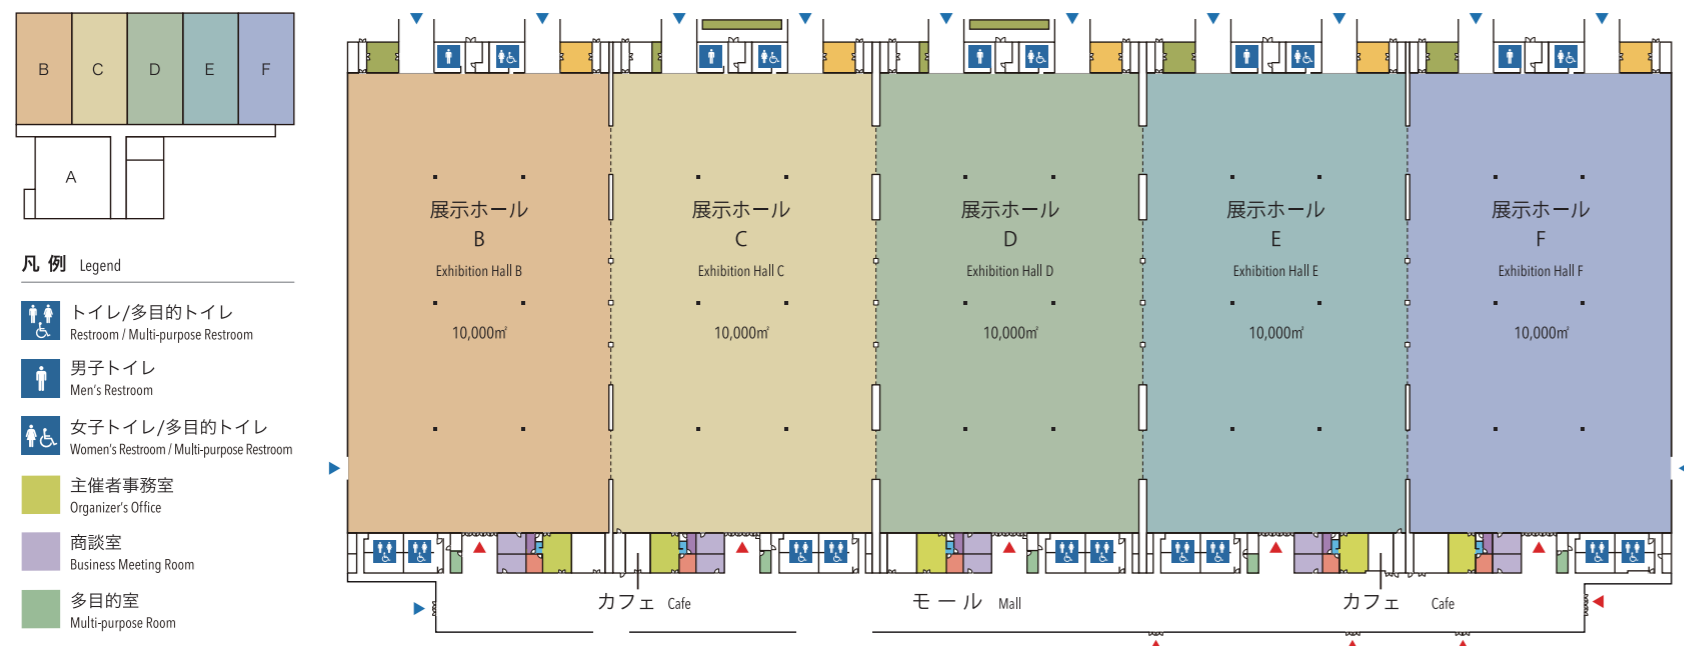 B C D E F
A
凡 例 Legend
トイレ/多目的トイレ
Restroom / Multi-purpose Restroom
男子トイレ
Men's Restroom
女子トイレ/多目的トイレ
Women's Restroom / Multi-purpose Restroom
主催者事務室
Organizer's Office
商談室
Business Meeting Room
多目的室
Multi-purpose Room
展示ホール
B
Exhibition Hall B
10,000㎡
展示ホール
C
Exhibition Hall C
10,000㎡
展示ホール
D
Exhibition Hall D
10,000㎡
展示ホール
E
Exhibition Hall E
10,000㎡
展示ホール
F
Exhibition Hall F
10,000㎡
カフェ Cafe
モール Mall
カフェ Cafe